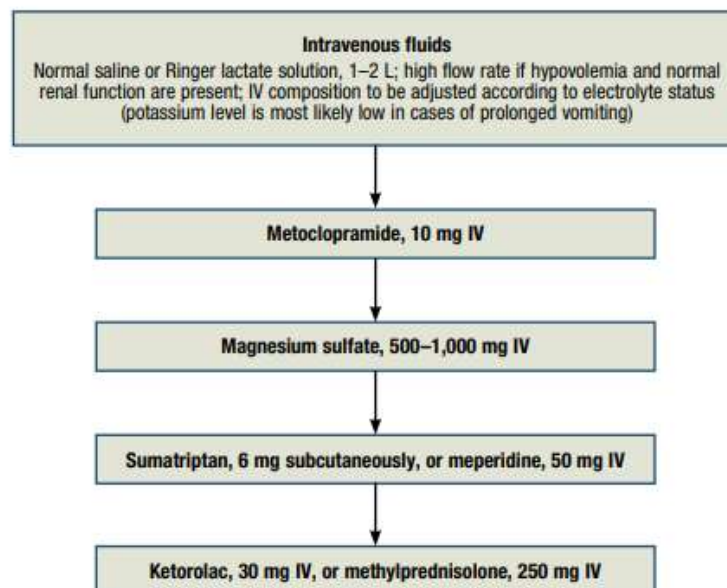 Intravenous fluids
Normal saline or Ringer lactate solution, 1–2 L; high flow rate if hypovolemia and normal
renal function are present; IV composition to be adjusted according to electrolyte status
(potassium level is most likely low in cases of prolonged vomiting)
Metoclopramide, 10 mg IV
Magnesium sulfate, 500–1,000 mg IV
Sumatriptan, 6 mg subcutaneously, or meperidine, 50 mg IV
Ketorolac, 30 mg IV, or methylprednisolone, 250 mg IV